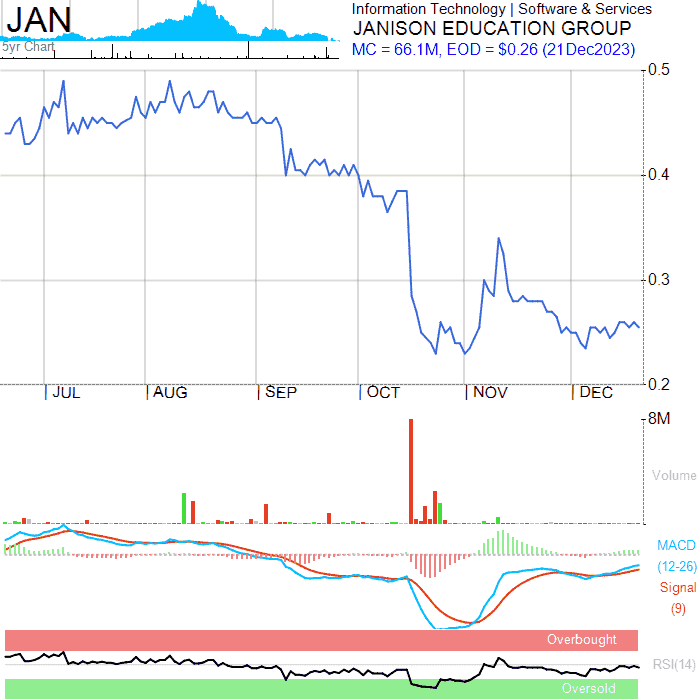 JAN
5yr Chart
Information Technology | Software & Services
JANISON EDUCATION GROUP
MC = 66.1M, EOD = $0.26 (21Dec2023)
0.5
0.4
0.3
0.2
JUL AUG SEP OCT NOV DEC
8M
Volume
MACD
(12-26)
Signal
(9)
Overbought
RSI(14)
Oversold